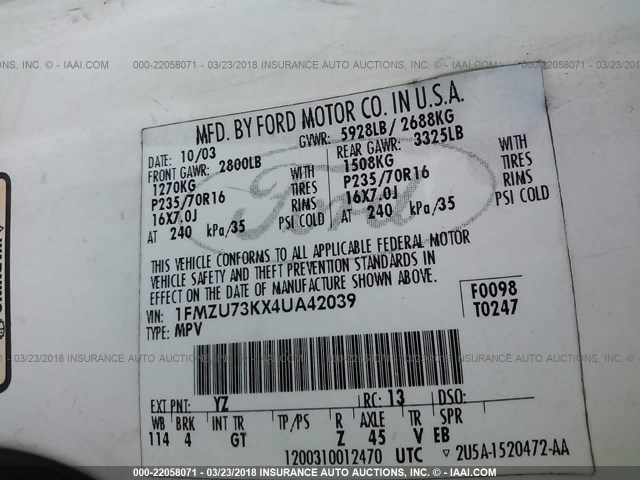 000-22058071 - 03/23/2018 INSURANCE AUTO AUCTIONS, INC. - © IAAI.COM
MFD. BY FORD MOTOR CO. IN U.S.A.
DATE: 10/03 GVWR: 5928LB/ 2688KG
FRONT GAWR: 2800LB REAR GAWR: 3325LB
1270KG WITH 1508KG WITH
P235/70R16 TIRES P235/70R16 TIRES
16X7.0J RIMS 16X7.0J RIMS
AT 240 kPa/35 PSI COLD AT 240 kPa/35 PSI COLD
Ford
THIS VEHICLE CONFORMS TO ALL APPLICABLE FEDERAL MOTOR
VEHICLE SAFETY AND THEFT PREVENTION STANDARDS IN
EFFECT ON THE DATE OF MANUFACTURE SHOWN ABOVE.
VIN: 1FMZU73KX4UA42039 F0098
TYPE: MPV T0247
000-22058071 - 03/23/2018 INSURANCE AUTO AUCTIONS, INC. - © IAAI.COM
EXT PNT: YZ RC: 13 DSO:
WB BRK INT TR TP/PS R AXLE TR SPR
114 4 GT Z 45 V EB
1200310012470 UTC ▽ 2U5A-1520472-AA
000-22058071 - 03/23/2018 INSURANCE AUTO AUCTIONS, INC. - © IAAI.COM